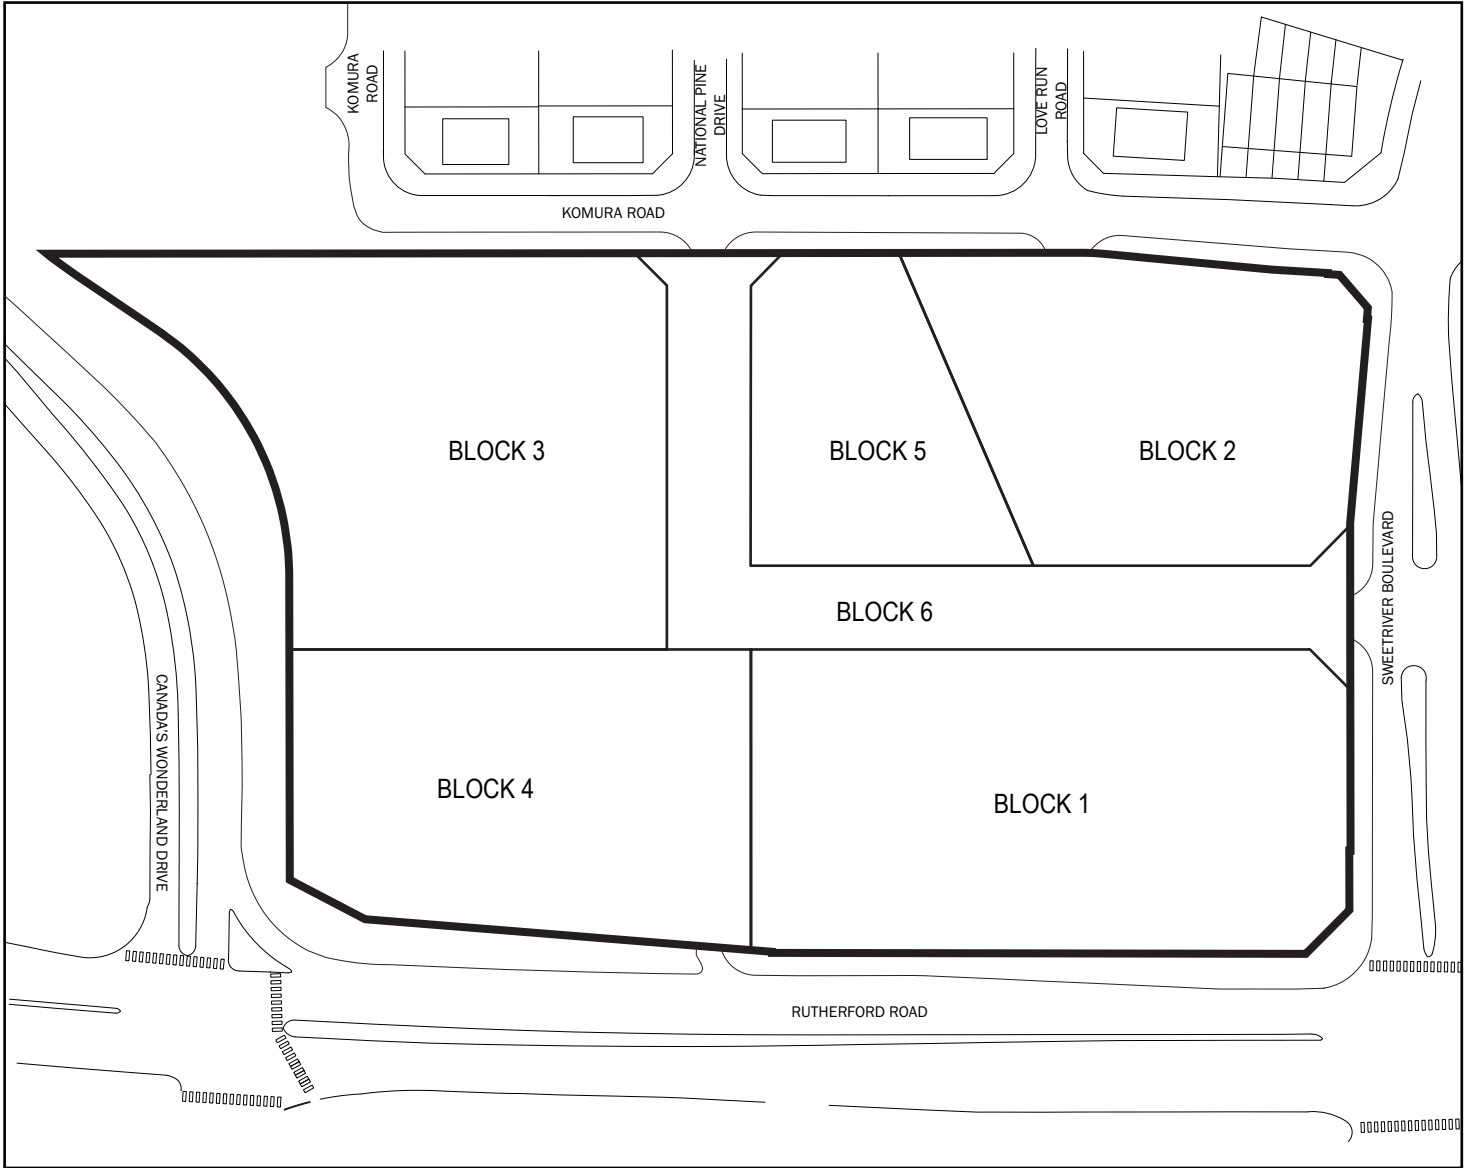 KOMURA
ROAD
NATIONAL PINE
DRIVE
LOVE RUN
ROAD
KOMURA ROAD
BLOCK 3
BLOCK 5
BLOCK 2
SWEETRIVER BOULEVARD
BLOCK 6
CANADA'S WONDERLAND DRIVE
BLOCK 4
BLOCK 1
RUTHERFORD ROAD